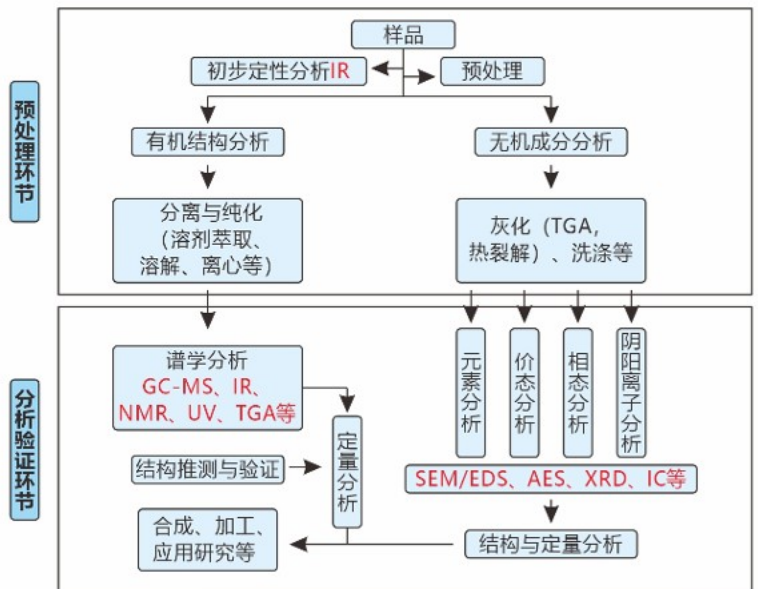 预处理环节
样品
初步定性分析IR
预处理
有机结构分析
无机成分分析
分离与纯化
(溶剂萃取、
溶解、离心等)
灰化(TGA,
热裂解)、洗涤等
分析验证环节
谱学分析
GC-MS、IR、
NMR、UV、TGA等
结构推测与验证
定量分析
合成、加工、
应用研究等
元素分析
价态分析
相态分析
阴阳离子分析
SEM/EDS、AES、XRD、IC等
结构与定量分析